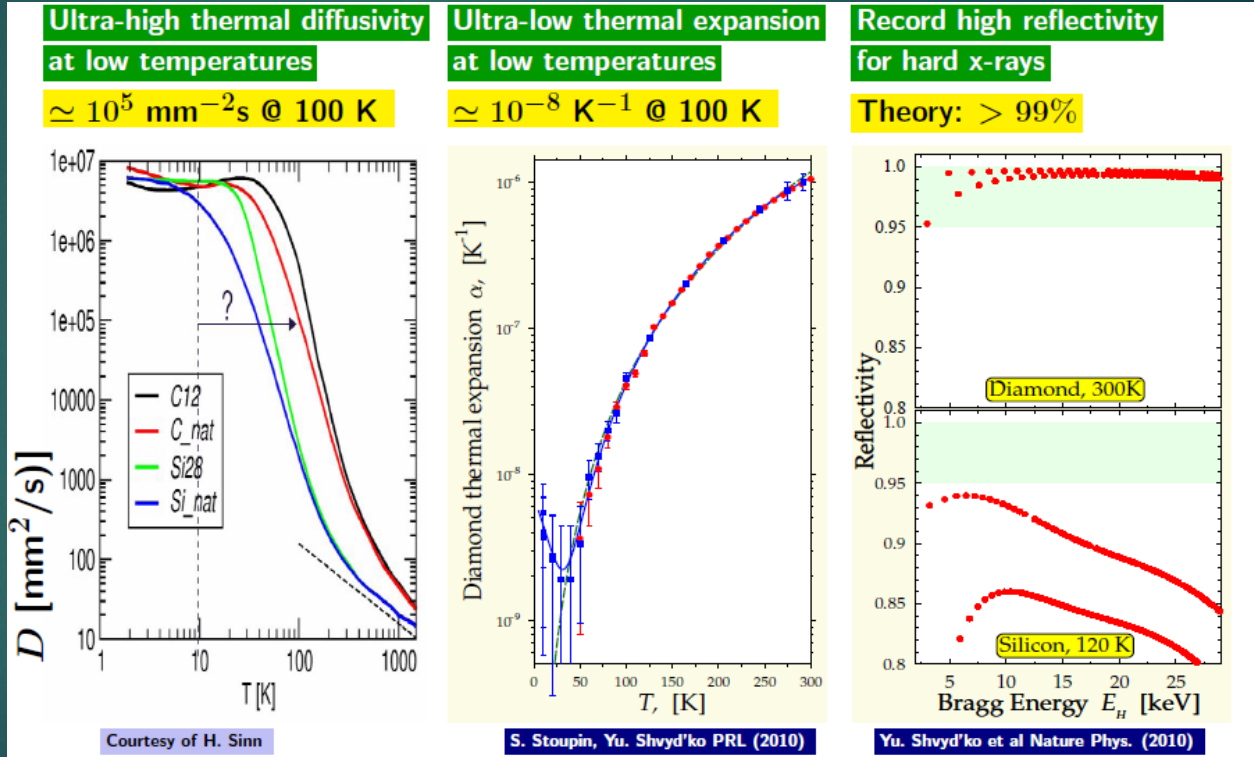 Ultra-high thermal diffusivity
at low temperatures
≃ 10⁵ mm⁻²s @ 100 K
1e+07
1e+06
1e+05
10000
1000
100
10
D [mm²/s)]
?
C12
C_nat
Si28
Si_nat
1
10
100
1000
T [K]
Courtesy of H. Sinn
Ultra-low thermal expansion
at low temperatures
≃ 10⁻⁸ K⁻¹ @ 100 K
10⁻⁶
10⁻⁷
10⁻⁸
10⁻⁹
Diamond thermal expansion α, [K⁻¹]
0 50 100 150 200 250 300
T, [K]
S. Stoupin, Yu. Shvyd'ko PRL (2010)
Record high reflectivity
for hard x-rays
Theory: > 99%
1.0
0.95
0.9
0.85
0.8
Diamond, 300K
Reflectivity
1.0
0.95
0.9
0.85
0.8
Silicon, 120 K
5 10 15 20 25
Bragg Energy E_H [keV]
Yu. Shvyd'ko et al Nature Phys. (2010)